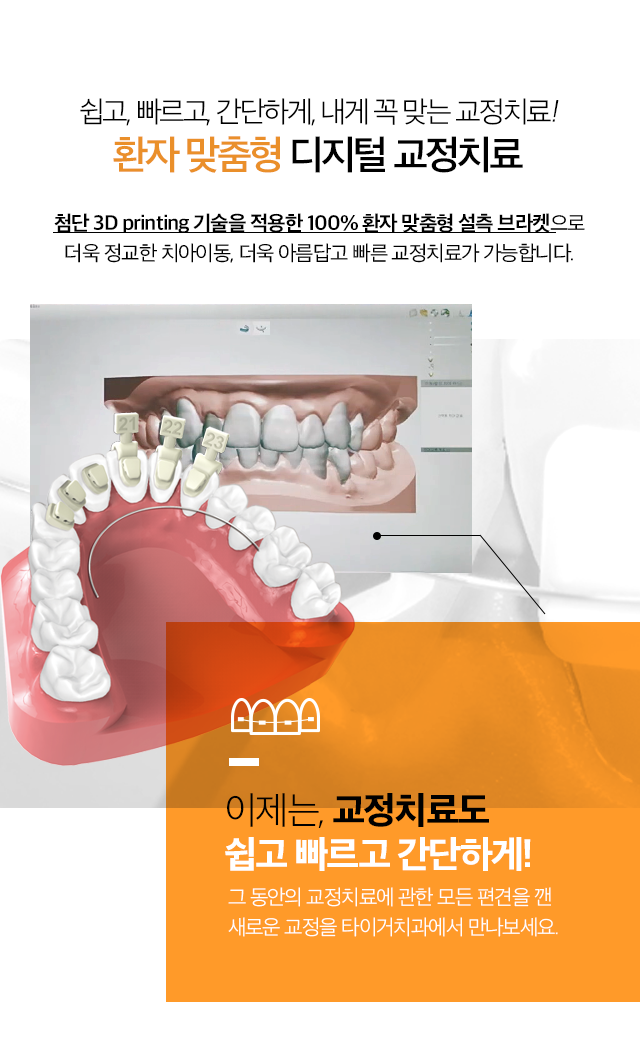 쉽고, 빠르고, 간단하게, 내게 꼭 맞는 교정치료!
환자 맞춤형 디지털 교정치료
첨단 3D printing 기술을 적용한 100% 환자 맞춤형 설측 브라켓으로
더욱 정교한 치아이동, 더욱 아름답고 빠른 교정치료가 가능합니다.
21
22
23
이제는, 교정치료도
쉽고 빠르고 간단하게!
그 동안의 교정치료에 관한 모든 편견을 깬
새로운 교정을 타이거치과에서 만나보세요.